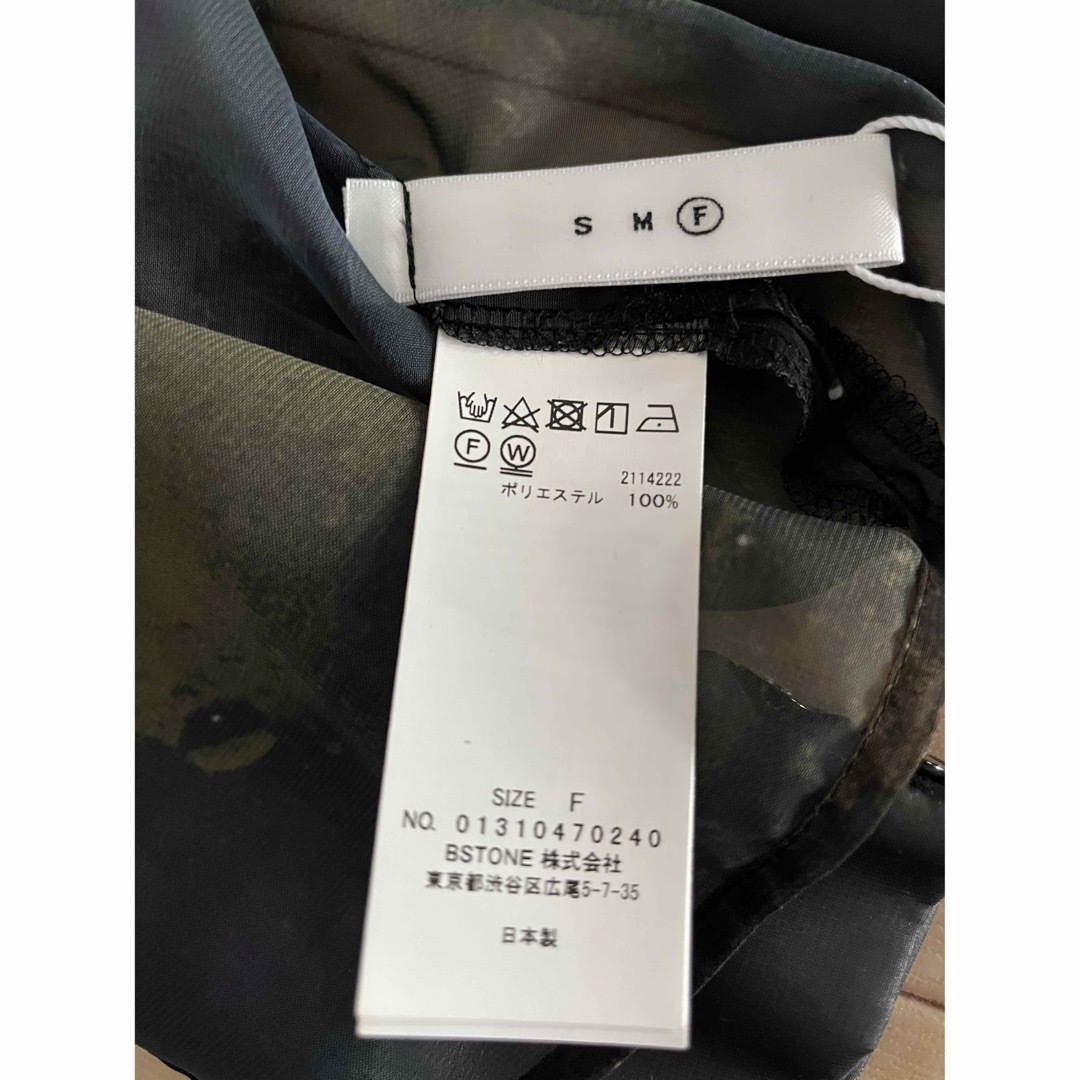 S M F
F W
2114222
ポリエステル 100%
SIZE F
NO. 01310470240
BSTONE 株式会社
東京都渋谷区広尾5-7-35
日本製